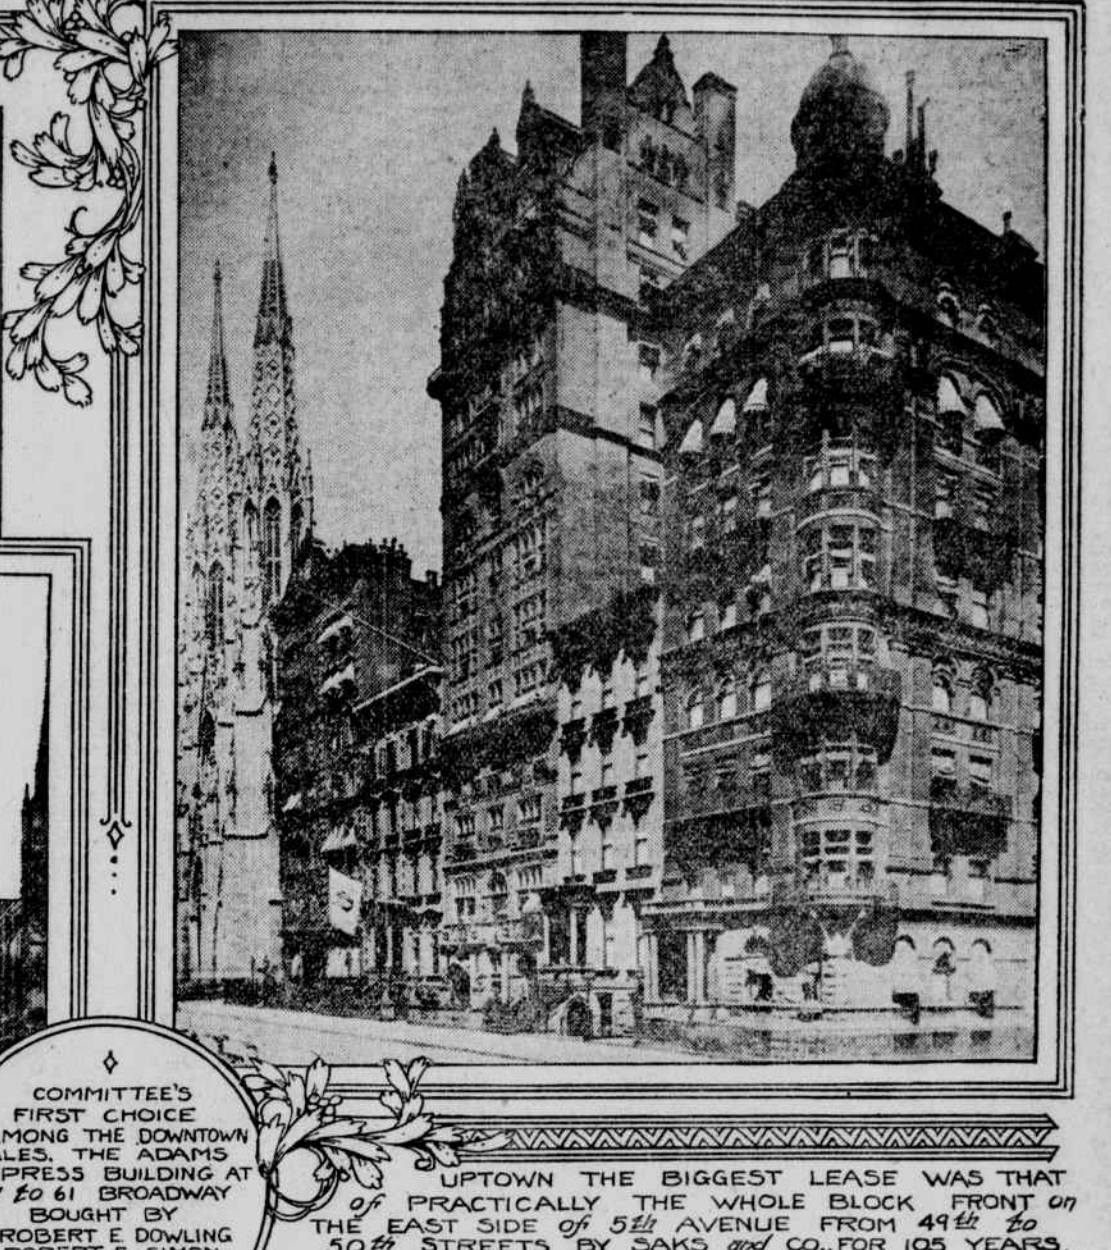 COMMITTEE'S
FIRST CHOICE
AMONG THE DOWNTOWN
THE ADAMS
BUILDING AT
to 61 BROADWAY
BOUGHT BY
ROBERT E. DOWLING
UPTOWN THE BIGGEST LEASE WAS THAT
of PRACTICALLY THE WHOLE BLOCK FRONT on
THE EAST SIDE of 5th AVENUE FROM 49th to
50th STREETS BY SAKS and CO., FOR 105 YEARS.